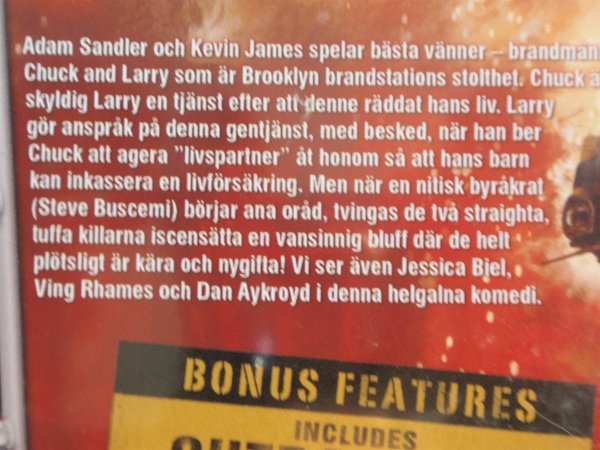 Adam Sandler och Kevin James spelar bästa vänner – brandmän
Chuck and Larry som är Brooklyn brandstations stolthet. Chuck ä
skyldig Larry en tjänst efter att denne räddat hans liv. Larry
gör anspråk på denna gentjänst, med besked, när han ber
Chuck att agera ”livspartner” åt honom så att hans barn
kan inkassera en livförsäkring. Men när en nitisk byråkrat
(Steve Buscemi) börjar ana oråd, tvingas de två straighta,
tuffa killarna iscensätta en vansinnig bluff där de helt
plötsligt är kära och nygifta! Vi ser även Jessica Bjel,
Ving Rhames och Dan Aykroyd i denna helgalna komedi.
BONUS FEATURES
INCLUDES